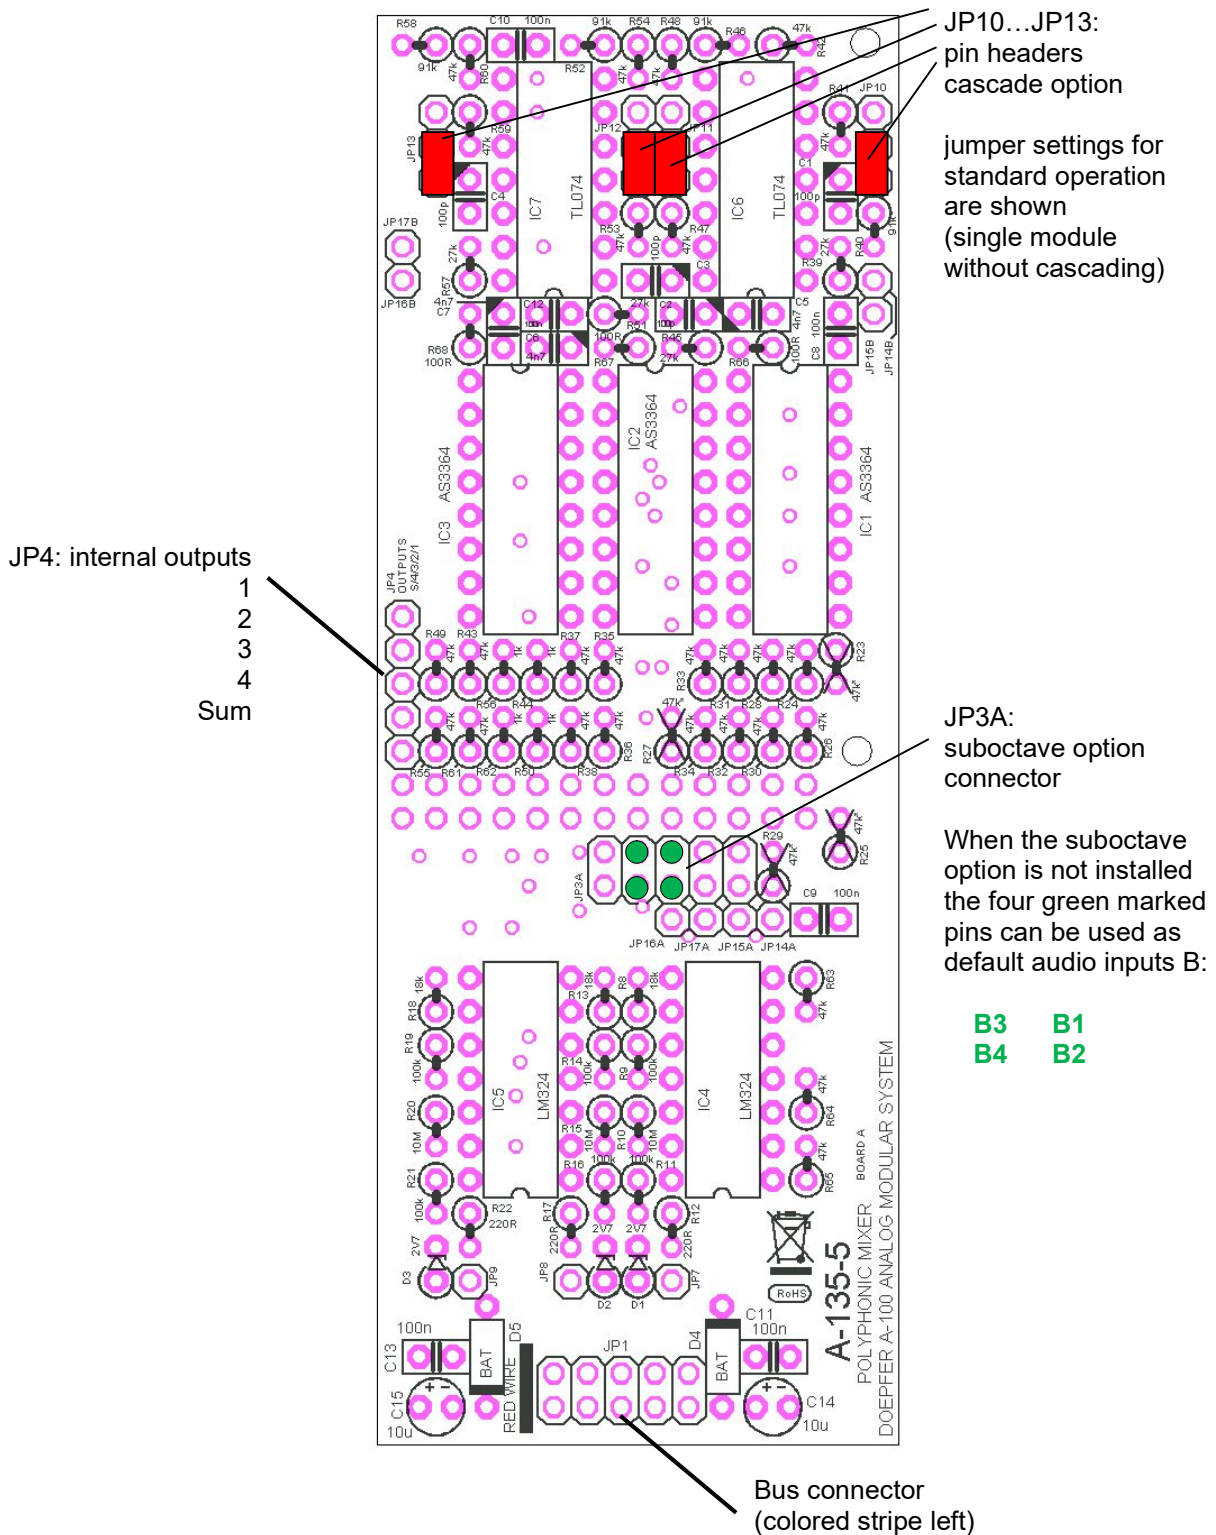 JP10…JP13:
pin headers
cascade option
jumper settings for
standard operation
are shown
(single module
without cascading)
R58
C10
100n
91k
R54
R48
91k
R46
47k
R42
91k
47k
R60
R52
47k
47k
JP13
R59
47k
JP12
JP11
R41
JP10
47k
C1
100p
C4
100p
IC7
TL074
IC6
TL074
R53
47k
100p
47k
R47
91k
JP17B
27k
C3
27k
R40
R39
R57
JP16B
4n7
C7
C12
100n
27k
R51
C2
100p
C5
4n7
100n
C6
4n7
100R
R45
R68
100R
R67
27k
R66
100R
C8
JP15B
JP14B
AS3364
IC3
IC2
AS3364
IC1
AS3364
JP4: internal outputs
1
2
3
4
Sum
JP4
OUTPUTS
S/4/3/2/1
R49
R43
R37
R35
R23
47k
47k
1k
1k
47k
47k
R33
47k
47k
47k
47k
47k*
R56
R44
47k*
R31
R28
R24
47k
47k
1k
1k
47k
47k
47k
47k
47k
47k
R55
R61
R62
R50
R38
R36
R27
R34
R32
R30
R26
JP3A:
suboctave option
connector
47k*
R25
R29
47k*
JP3A
C9
100n
JP16A
JP17A
JP15A
JP14A
When the suboctave
option is not installed
the four green marked
pins can be used as
default audio inputs B:
B3 B1
B4 B2
18k
R18
R19
100k
R20
10M
R21
100k
R22
220R
2V7
D3
JP9
IC5
LM324
18k
R13
R8
18k
R14
100k
R9
100k
R15
10M
R10
10M
R16
100k
100k
R11
R17
220R
2V7
2V7
R12
220R
JP8
D2
D1
JP7
IC4
LM324
R63
47k
47k
R64
47k
R65
RoHS
A-135-5
BOARD A
POLYPHONIC MIXER
DOEPFER A-100 ANALOG MODULAR SYSTEM
100n
C13
BAT
D5
RED WIRE
JP1
D4
BAT
C11
100n
C15
+ -
10u
+ -
C14
10u
Bus connector
(colored stripe left)